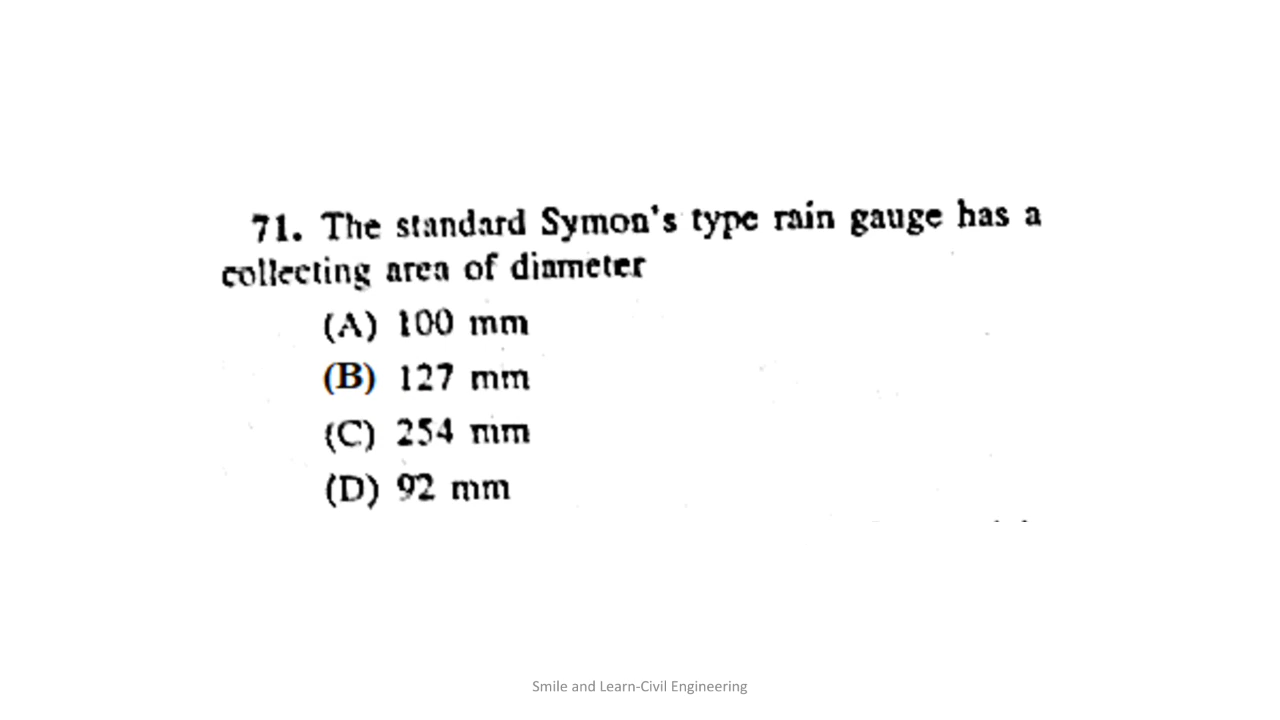 71. The standard Symon's type rain gauge has a
collecting area of diameter
(A) 100 mm
(B) 127 mm
(C) 254 mm
(D) 92 mm
Smile and Learn-Civil Engineering